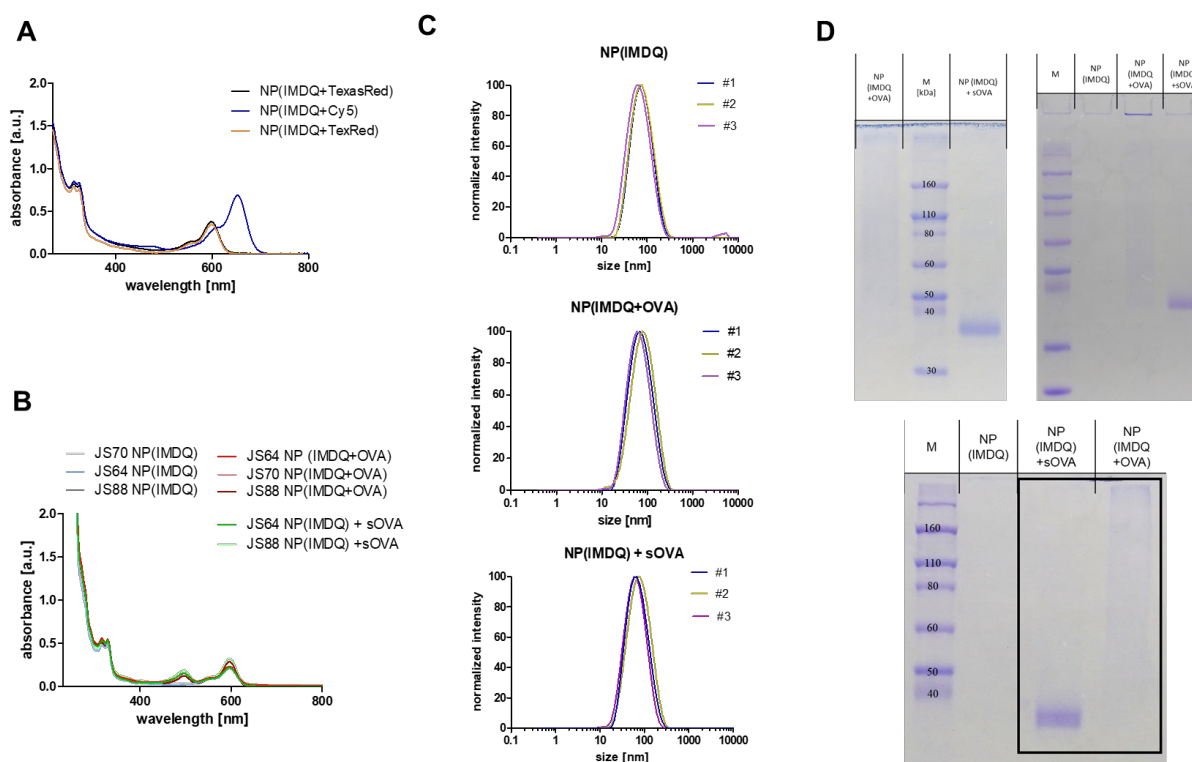 A
2.0
1.5
1.0
0.5
0.0
absorbance [a.u.]
NP(IMDQ+TexasRed)
NP(IMDQ+Cy5)
NP(IMDQ+TexRed)
400 600 800
wavelength [nm]
B
JS70 NP(IMDQ)
JS64 NP(IMDQ)
JS88 NP(IMDQ)
JS64 NP (IMDQ+OVA)
JS70 NP(IMDQ+OVA)
JS88 NP(IMDQ+OVA)
JS64 NP(IMDQ) + sOVA
JS88 NP(IMDQ) +sOVA
2.0
1.5
1.0
0.5
0.0
absorbance [a.u.]
400 600 800
wavelength [nm]
C
NP(IMDQ)
#1
#2
#3
100
80
60
40
20
0
normalized intensity
0.1 1 10 100 1000 10000
size [nm]
NP(IMDQ+OVA)
#1
#2
#3
100
80
60
40
20
0
normalized intensity
0.1 1 10 100 1000 10000
size [nm]
NP(IMDQ) + sOVA
#1
#2
#3
100
80
60
40
20
0
normalized intensity
0.1 1 10 100 1000 10000
size [nm]
D
NP
(IMDQ
+OVA)
M
[kDa]
NP (IMDQ)
+ sOVA
160
110
80
60
50
40
30
M
NP
(IMDQ)
NP
(IMDQ
+OVA)
NP
(IMDQ)
+sOVA
M
NP
(IMDQ)
NP
(IMDQ)
+sOVA
NP
(IMDQ
+OVA)
160
110
80
60
50
40